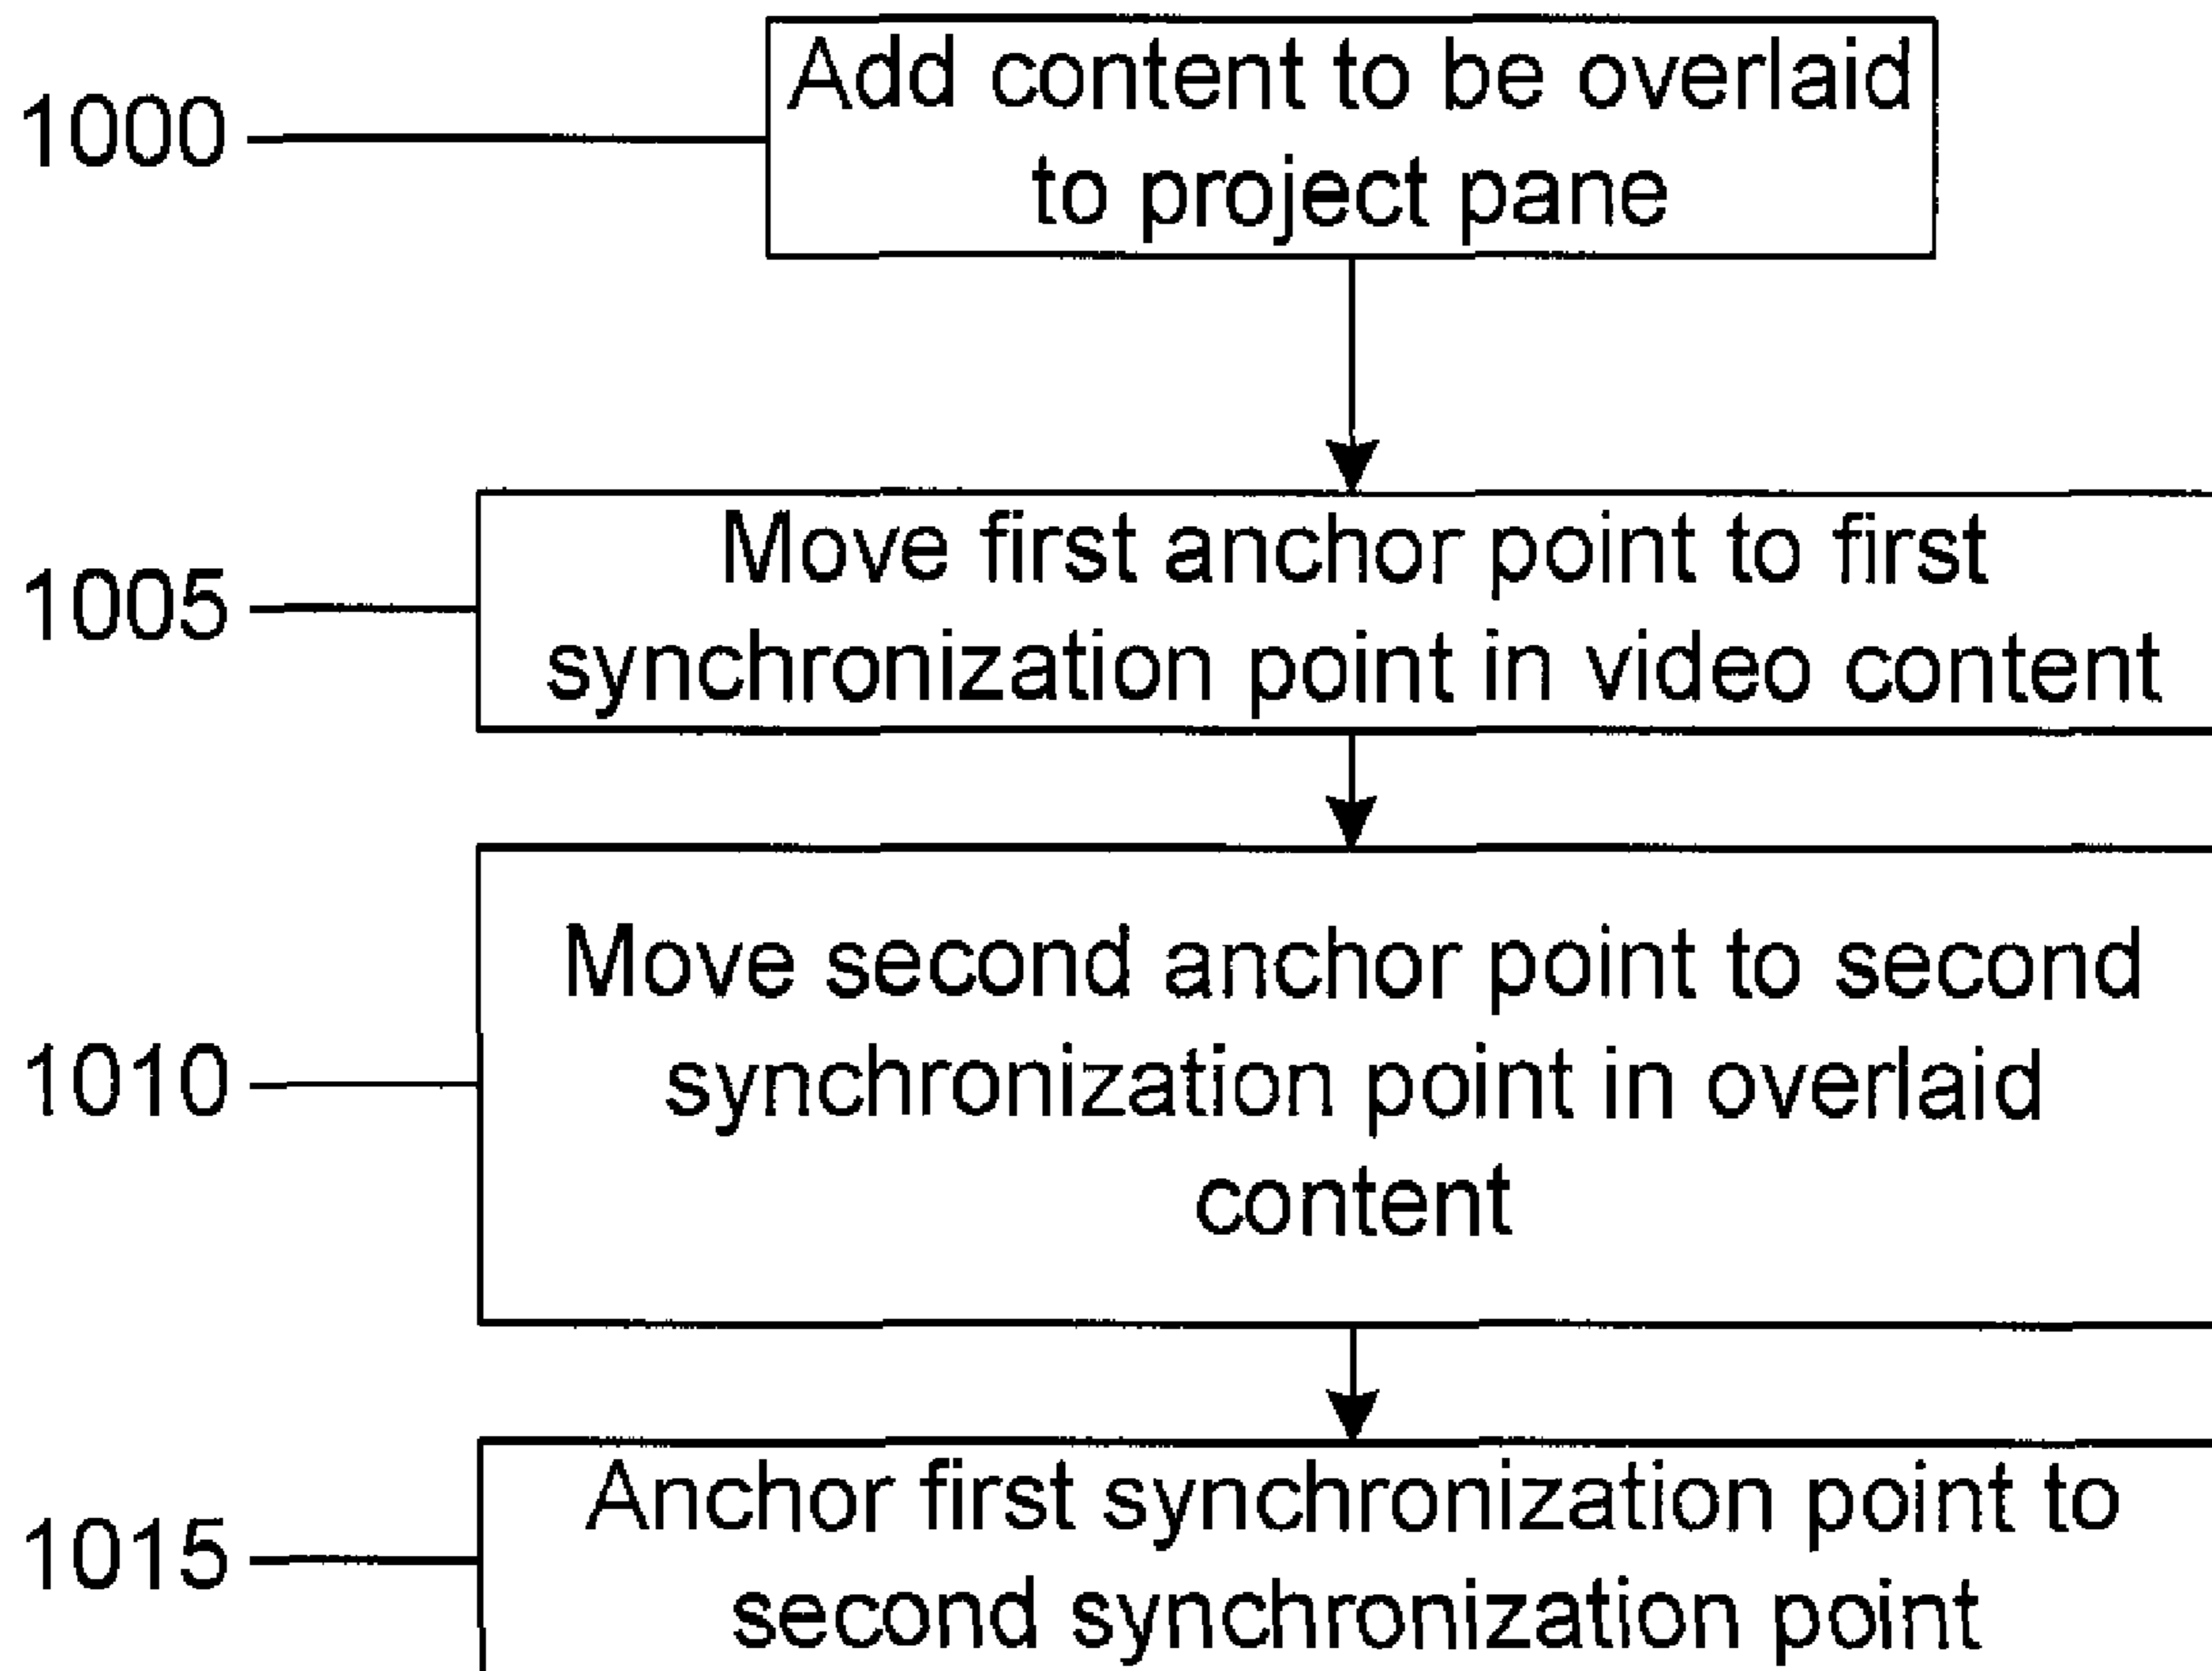 1000
Add content to be overlaid
to project pane
1005
Move first anchor point to first
synchronization point in video content
1010
Move second anchor point to second
synchronization point in overlaid
content
1015
Anchor first synchronization point to
second synchronization point